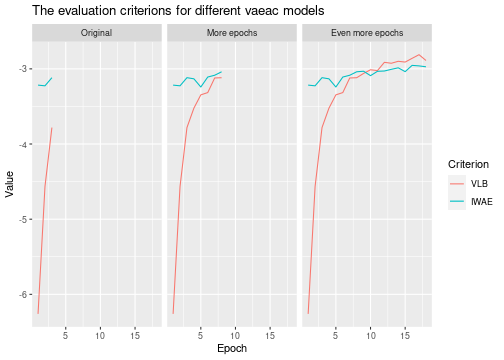 The evaluation criterions for different vaeac models
Original
More epochs
Even more epochs
-3
-4
-5
-6
Value
5 10 15
5 10 15
5 10 15
Epoch
Criterion
VLB
IWAE